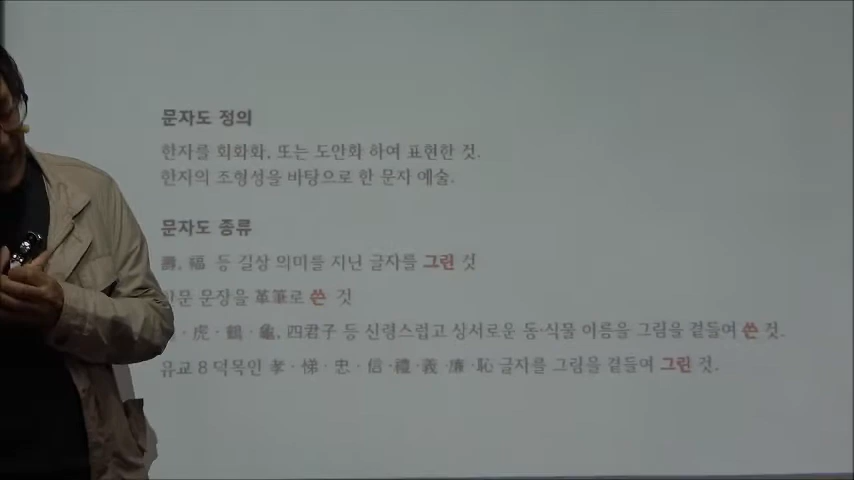 문자도 정의
한자를 회화화, 또는 도안화 하여 표현한 것.
한자의 조형성을 바탕으로 한 문자 예술.
문자도 종류
壽, 福 등 길상 의미를 지닌 글자를 그린 것
문장을 革筆로 쓴 것
· 虎 · 鶴 · 龜, 四君子 등 신령스럽고 상서로운 동·식물 이름을 그림을 곁들여 쓴 것.
유교 8 덕목인 孝 · 悌 · 忠 · 信 · 禮 · 義 · 廉 · 恥 글자를 그림을 곁들여 그린 것.